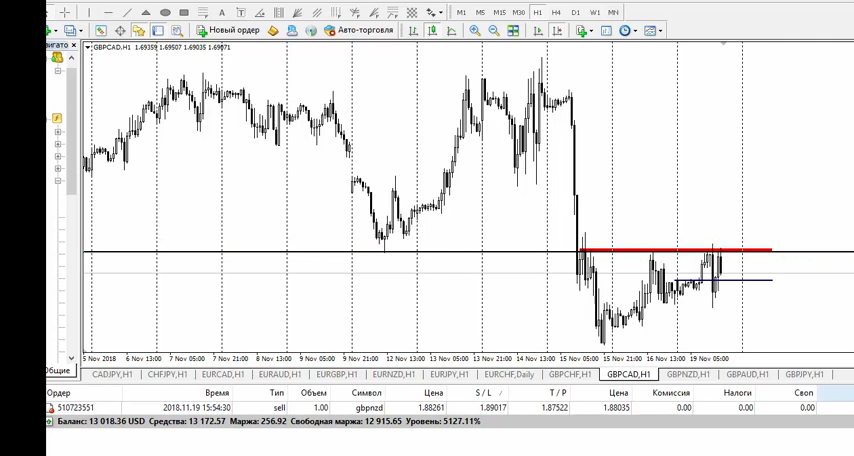 A T
M1 M5 M15 M30 H1 H4 D1 W1 MN
Новый ордер Авто-торговля
вигато
GBPCAD,H1 1.69359 1.69507 1.69035 1.69071
5 Nov 2018 6 Nov 13:00 7 Nov 05:00 7 Nov 21:00 8 Nov 13:00 9 Nov 05:00 9 Nov 21:00 12 Nov 13:00 13 Nov 05:00 13 Nov 21:00 14 Nov 13:00 15 Nov 05:00 15 Nov 21:00 16 Nov 13:00 19 Nov 05:00
Общие
CADJPY,H1 CHFJPY,H1 EURCAD,H1 EURAUD,H1 EURGBP,H1 EURNZD,H1 EURJPY,H1 EURCHF,Daily GBPCHF,H1 GBPCAD,H1 GBPNZD,H1 GBPAUD,H1 GBPJPY,H1
Ордер Время Тип Объем Символ Цена S / L / T / P Цена Комиссия Налоги Своп
510723551 2018.11.19 15:54:30 sell 1.00 gbpnzd 1.88261 1.89017 1.87522 1.88035 0.00 0.00 0.00
Баланс: 13 018.36 USD Средства: 13 172.57 Маржа: 256.92 Свободная маржа: 12 915.65 Уровень: 5127.11%